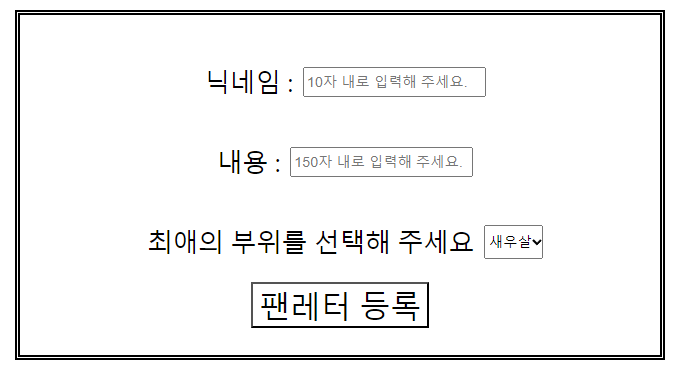 닉네임 : 10자 내로 입력해 주세요.
내용 : 150자 내로 입력해 주세요.
최애의 부위를 선택해 주세요 새우살
팬레터 등록